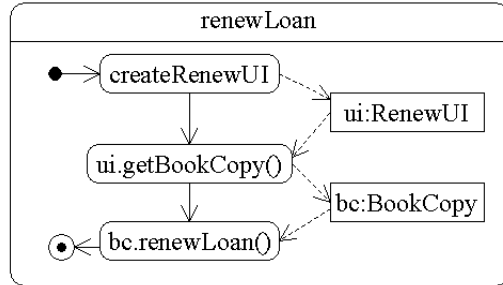 renewLoan
createRenewUI
ui:RenewUI
ui.getBookCopy()
bc:BookCopy
bc.renewLoan()